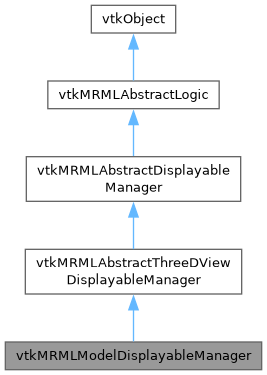 vtkObject
vtkMRMLAbstractLogic
vtkMRMLAbstractDisplayable
Manager
vtkMRMLAbstractThreeDView
DisplayableManager
vtkMRMLModelDisplayableManager